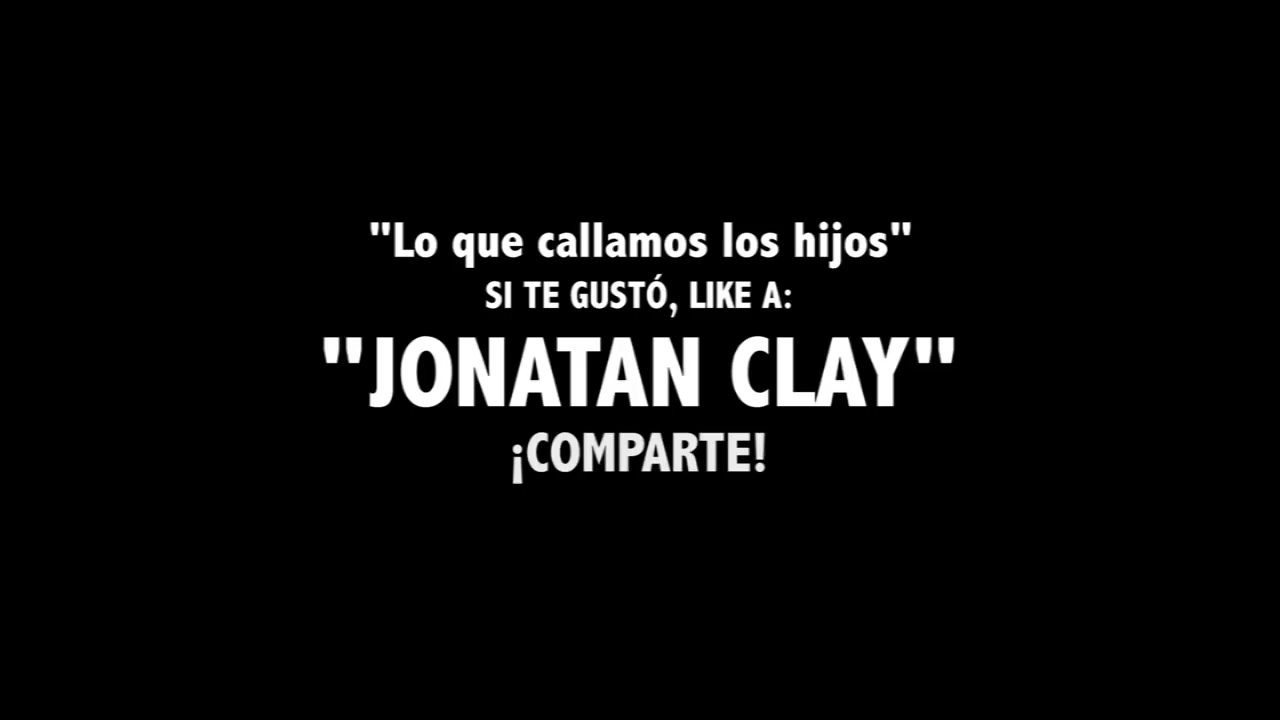 "Lo que callamos los hijos"
SI TE GUSTÓ, LIKE A:
"JONATAN CLAY"
¡COMPARTE!